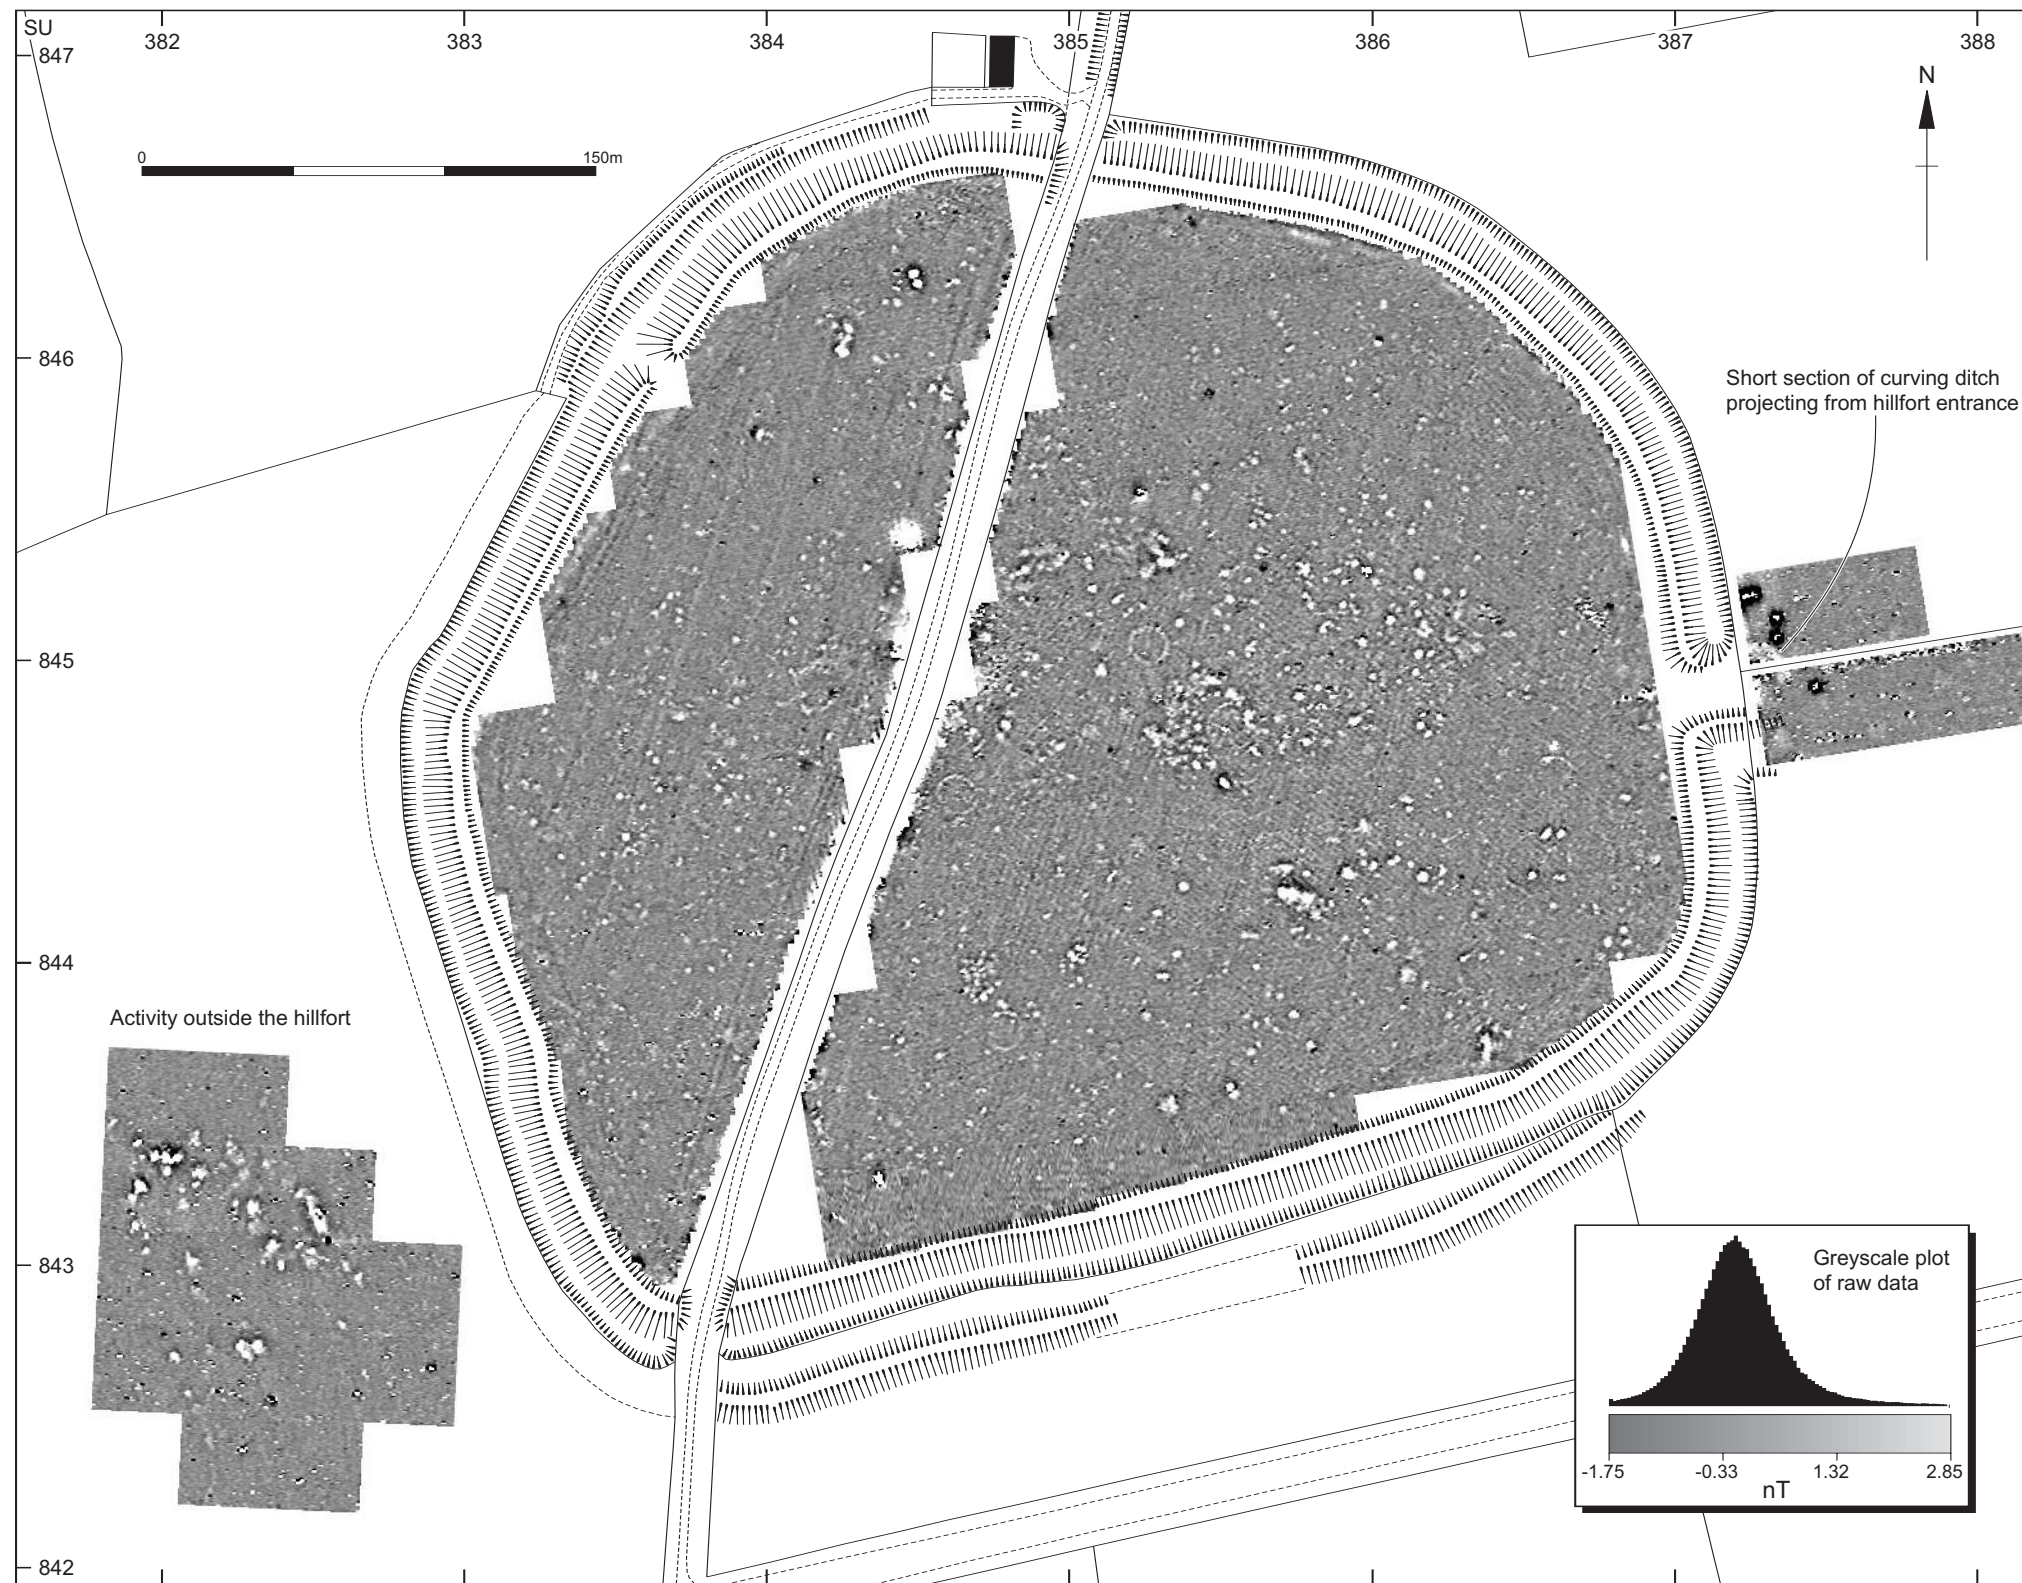 SU
382 383 384 385 386 387 388
847
N
0 150m
846
Short section of curving ditch
projecting from hillfort entrance
845
844
Activity outside the hillfort
843
Greyscale plot
of raw data
-1.75 -0.33 1.32 2.85
nT
842